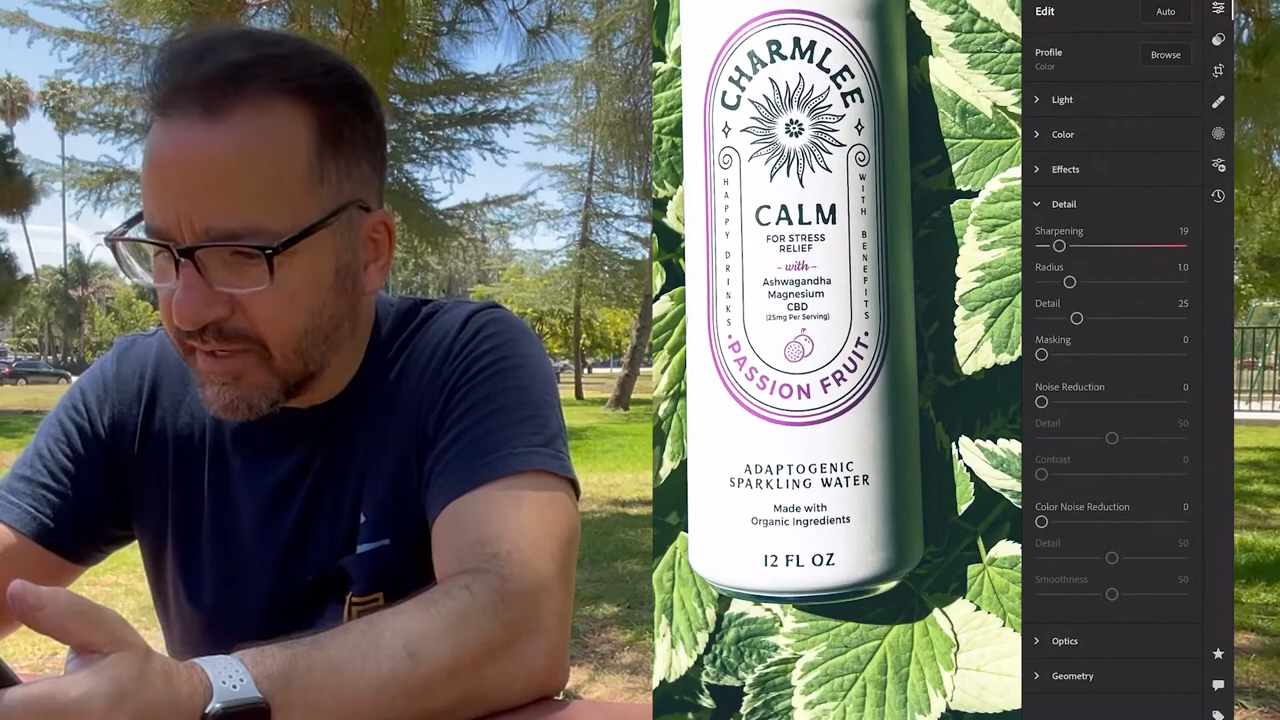 CHARMLEE
HAPPY DRINKS
WITH BENEFITS
CALM
FOR STRESS
RELIEF
with
Ashwagandha
Magnesium
CBD
(25mg Per Serving)
PASSION FRUIT
ADAPTOGENIC
SPARKLING WATER
Made with
Organic Ingredients
12 FL OZ
Edit
Auto
Profile
Color
Browse
Light
Color
Effects
Detail
Sharpening 19
Radius 1.0
Detail 25
Masking 0
Noise Reduction 0
Detail 50
Contrast 0
Color Noise Reduction 0
Detail 50
Smoothness 50
Optics
Geometry